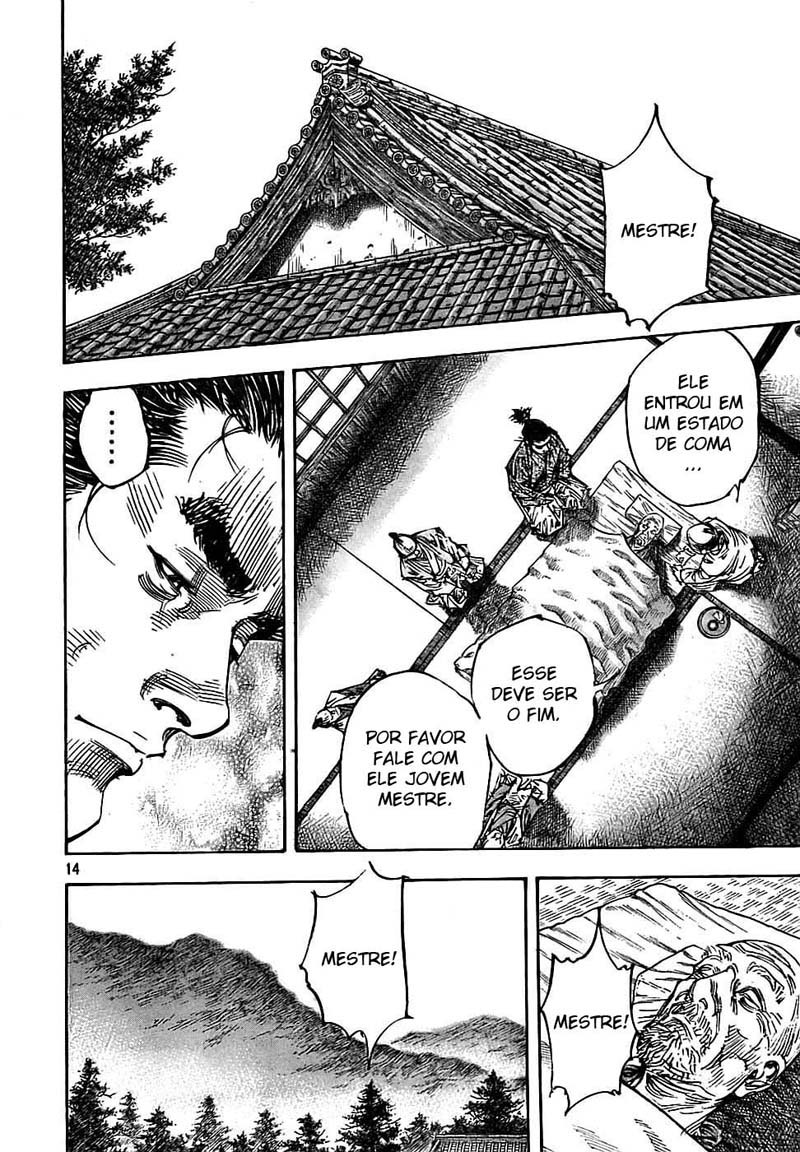 MESTRE!
ELE
ENTROU EM
UM ESTADO
DE COMA
...
ESSE
DEVE SER
O FIM.
POR FAVOR
FALE COM
ELE JOVEM
MESTRE.
......
14
MESTRE!
MESTRE!